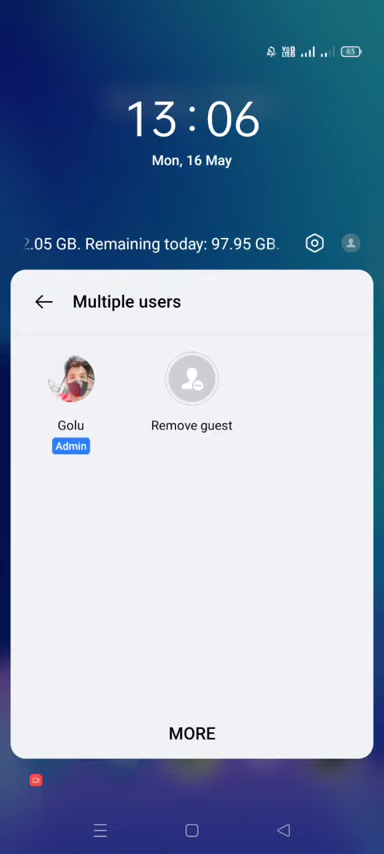 83
13:06
Mon, 16 May
2.05 GB. Remaining today: 97.95 GB.
Multiple users
Golu
Remove guest
Admin
MORE